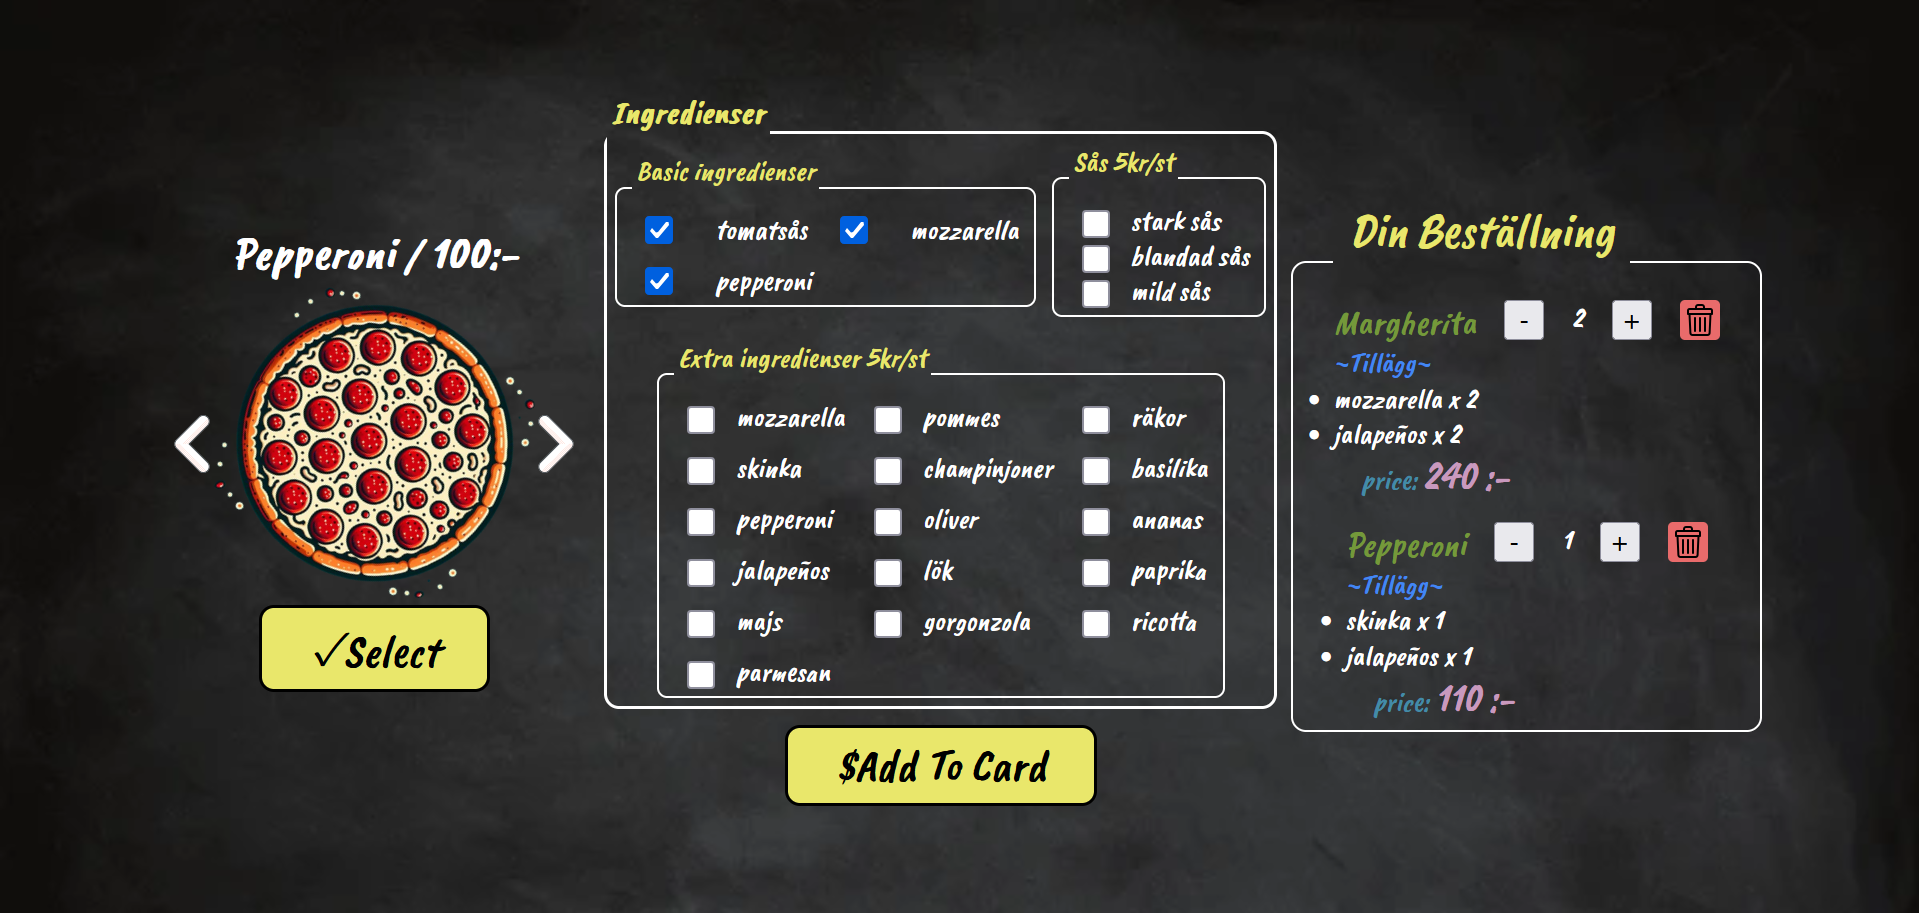 Pepperoni / 100:-
✓Select
Ingredienser
Basic ingredienser
tomatsås mozzarella
pepperoni
Sås 5kr/st
stark sås
blandad sås
mild sås
Extra ingredienser 5kr/st
mozzarella pommes räkor
skinka champinjoner basilika
pepperoni oliver ananas
jalapeños lök paprika
majs gorgonzola ricotta
parmesan
$Add To Card
Din Beställning
Margherita - 2 +
~Tillägg~
• mozzarella x 2
• jalapeños x 2
price: 240 :-
Pepperoni - 1 +
~Tillägg~
• skinka x 1
• jalapeños x 1
price: 110 :-